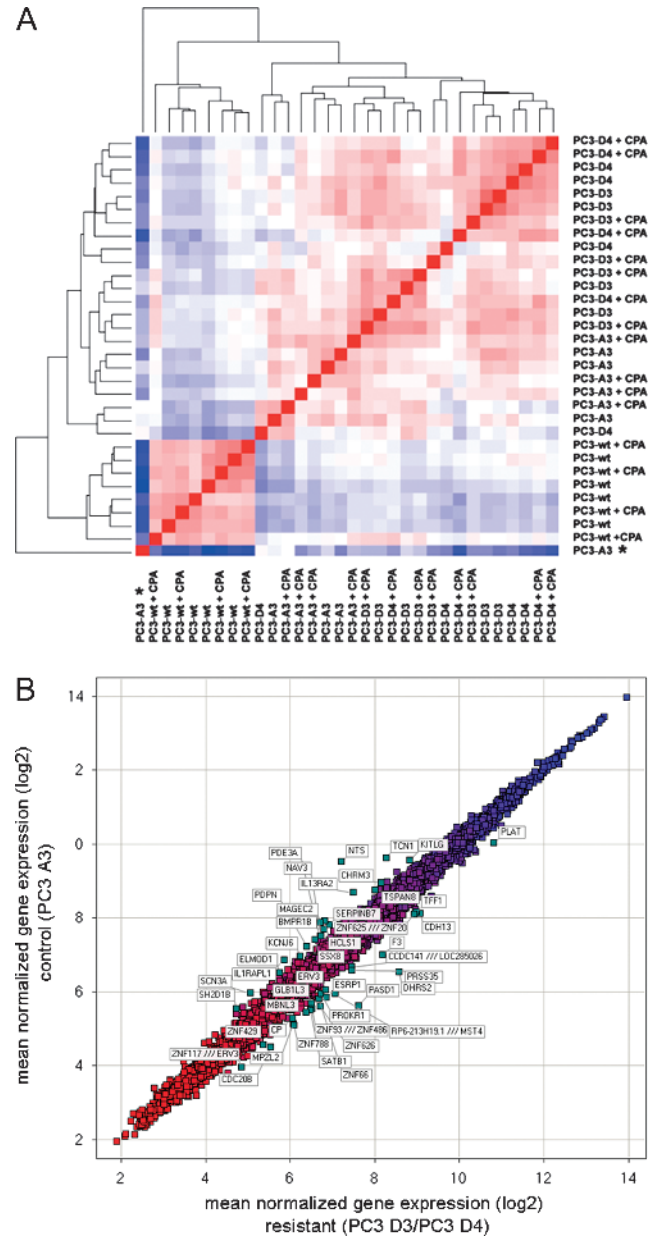 A
PC3-D4 + CPA
PC3-D4 + CPA
PC3-D4
PC3-D4
PC3-D3
PC3-D3
PC3-D3 + CPA
PC3-D4 + CPA
PC3-D4
PC3-D3 + CPA
PC3-D3 + CPA
PC3-D3
PC3-D4 + CPA
PC3-D3
PC3-D3 + CPA
PC3-A3 + CPA
PC3-A3
PC3-A3
PC3-A3 + CPA
PC3-A3 + CPA
PC3-A3 + CPA
PC3-A3
PC3-D4
PC3-wt + CPA
PC3-wt
PC3-wt + CPA
PC3-wt
PC3-wt
PC3-wt + CPA
PC3-wt
PC3-wt +CPA
PC3-A3 *
PC3-A3 *
PC3-wt + CPA
PC3-wt
PC3-wt + CPA
PC3-wt
PC3-wt
PC3-wt + CPA
PC3-wt
PC3-wt + CPA
PC3-D4
PC3-A3
PC3-A3 + CPA
PC3-A3 + CPA
PC3-A3 + CPA
PC3-A3
PC3-A3
PC3-A3 + CPA
PC3-D3 + CPA
PC3-D3
PC3-D4 + CPA
PC3-D3
PC3-D3 + CPA
PC3-D3 + CPA
PC3-D4
PC3-D4 + CPA
PC3-D3 + CPA
PC3-D3
PC3-D3
PC3-D4
PC3-D4
PC3-D4 + CPA
PC3-D4 + CPA
B
mean normalized gene expression (log2)
control (PC3 A3)
14
2
0
8
6
4
2
PLAT
NTS
TCN1
KITLG
PDE3A
NAV3
IL13RA2
CHRM3
PDPN
TSPAN8
TFF1
MAGEC2
SERPINB7
BMPR1B
ZNF625 /// ZNF20
CDH13
KCNJ6
HCLS1
F3
SSX8
CCDC141 /// LOC285026
ELMOD1
IL1RAPL1
ERV3
PRSS35
SCN3A
GLB1L3
ESRP1
DHRS2
SH2D1B
MBNL3
PASD1
PROKR1
RP6-213H19.1 /// MST4
ZNF429
CP
ZNF93 /// ZNF486
ZNF788
ZNF626
ZNF117 /// ERV3
MPZL2
SATB1
CDC20B
ZNF66
2
4
6
8
10
12
14
mean normalized gene expression (log2)
resistant (PC3 D3/PC3 D4)